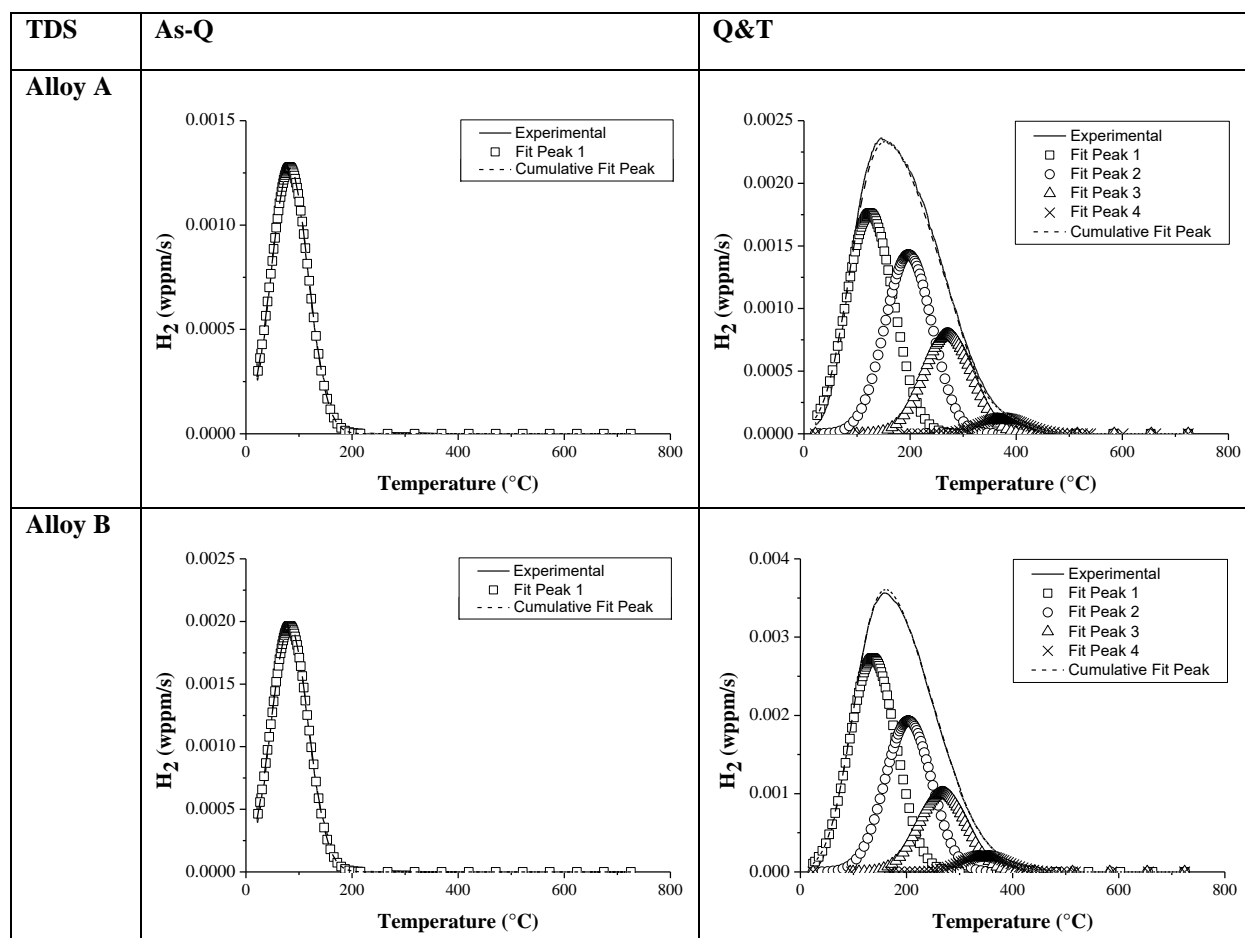 TDS As-Q Q&T
Alloy A
0.0015
0.0010
0.0005
0.0000
H2 (wppm/s)
0 200 400 600 800
Temperature (°C)
Experimental
Fit Peak 1
Cumulative Fit Peak
0.0025
0.0020
0.0015
0.0010
0.0005
0.0000
H2 (wppm/s)
0 200 400 600 800
Temperature (°C)
Experimental
Fit Peak 1
Fit Peak 2
Fit Peak 3
Fit Peak 4
Cumulative Fit Peak
Alloy B
0.0025
0.0020
0.0015
0.0010
0.0005
0.0000
H2 (wppm/s)
0 200 400 600 800
Temperature (°C)
Experimental
Fit Peak 1
Cumulative Fit Peak
0.004
0.003
0.002
0.001
0.000
H2 (wppm/s)
0 200 400 600 800
Temperature (°C)
Experimental
Fit Peak 1
Fit Peak 2
Fit Peak 3
Fit Peak 4
Cumulative Fit Peak